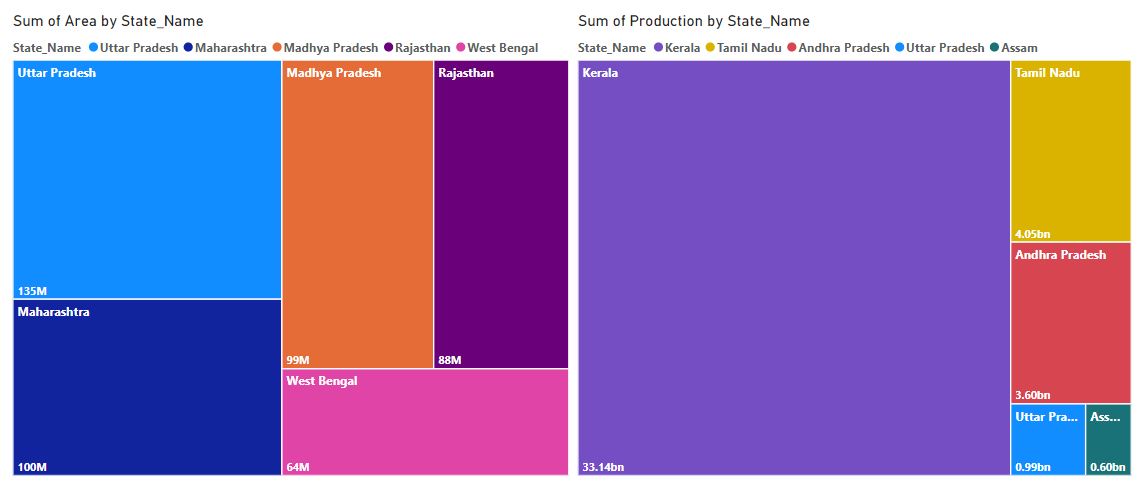 Sum of Area by State_Name
State_Name Uttar Pradesh Maharashtra Madhya Pradesh Rajasthan West Bengal
Uttar Pradesh
135M
Maharashtra
100M
Madhya Pradesh
99M
Rajasthan
88M
West Bengal
64M
Sum of Production by State_Name
State_Name Kerala Tamil Nadu Andhra Pradesh Uttar Pradesh Assam
Kerala
33.14bn
Tamil Nadu
4.05bn
Andhra Pradesh
3.60bn
Uttar Pra...
0.99bn
Ass...
0.60bn